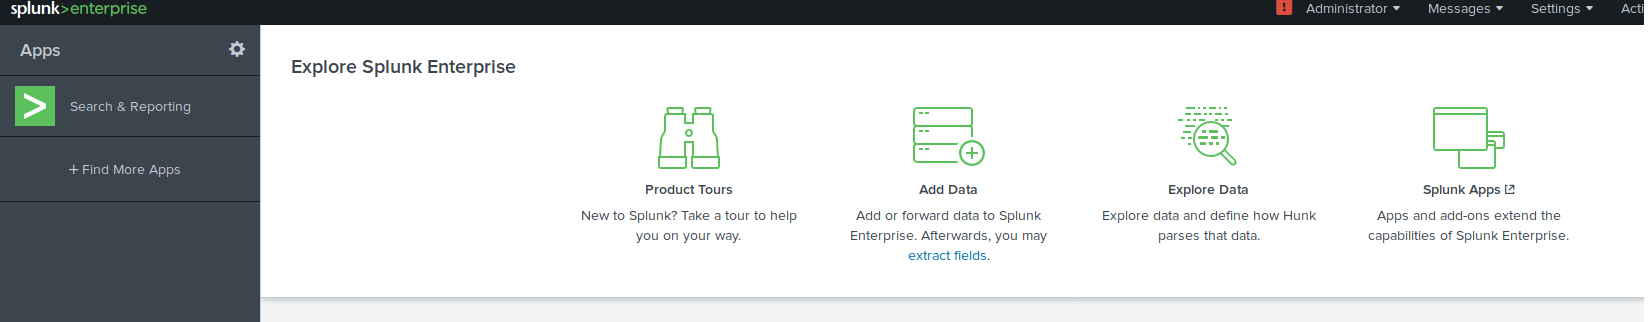 splunk>enterprise
! Administrator Messages Settings
Apps
Explore Splunk Enterprise
Search & Reporting
+ Find More Apps
Product Tours
New to Splunk? Take a tour to help
you on your way.
Add Data
Add or forward data to Splunk
Enterprise. Afterwards, you may
extract fields.
Explore Data
Explore data and define how Hunk
parses that data.
Splunk Apps
Apps and add-ons extend the
capabilities of Splunk Enterprise.